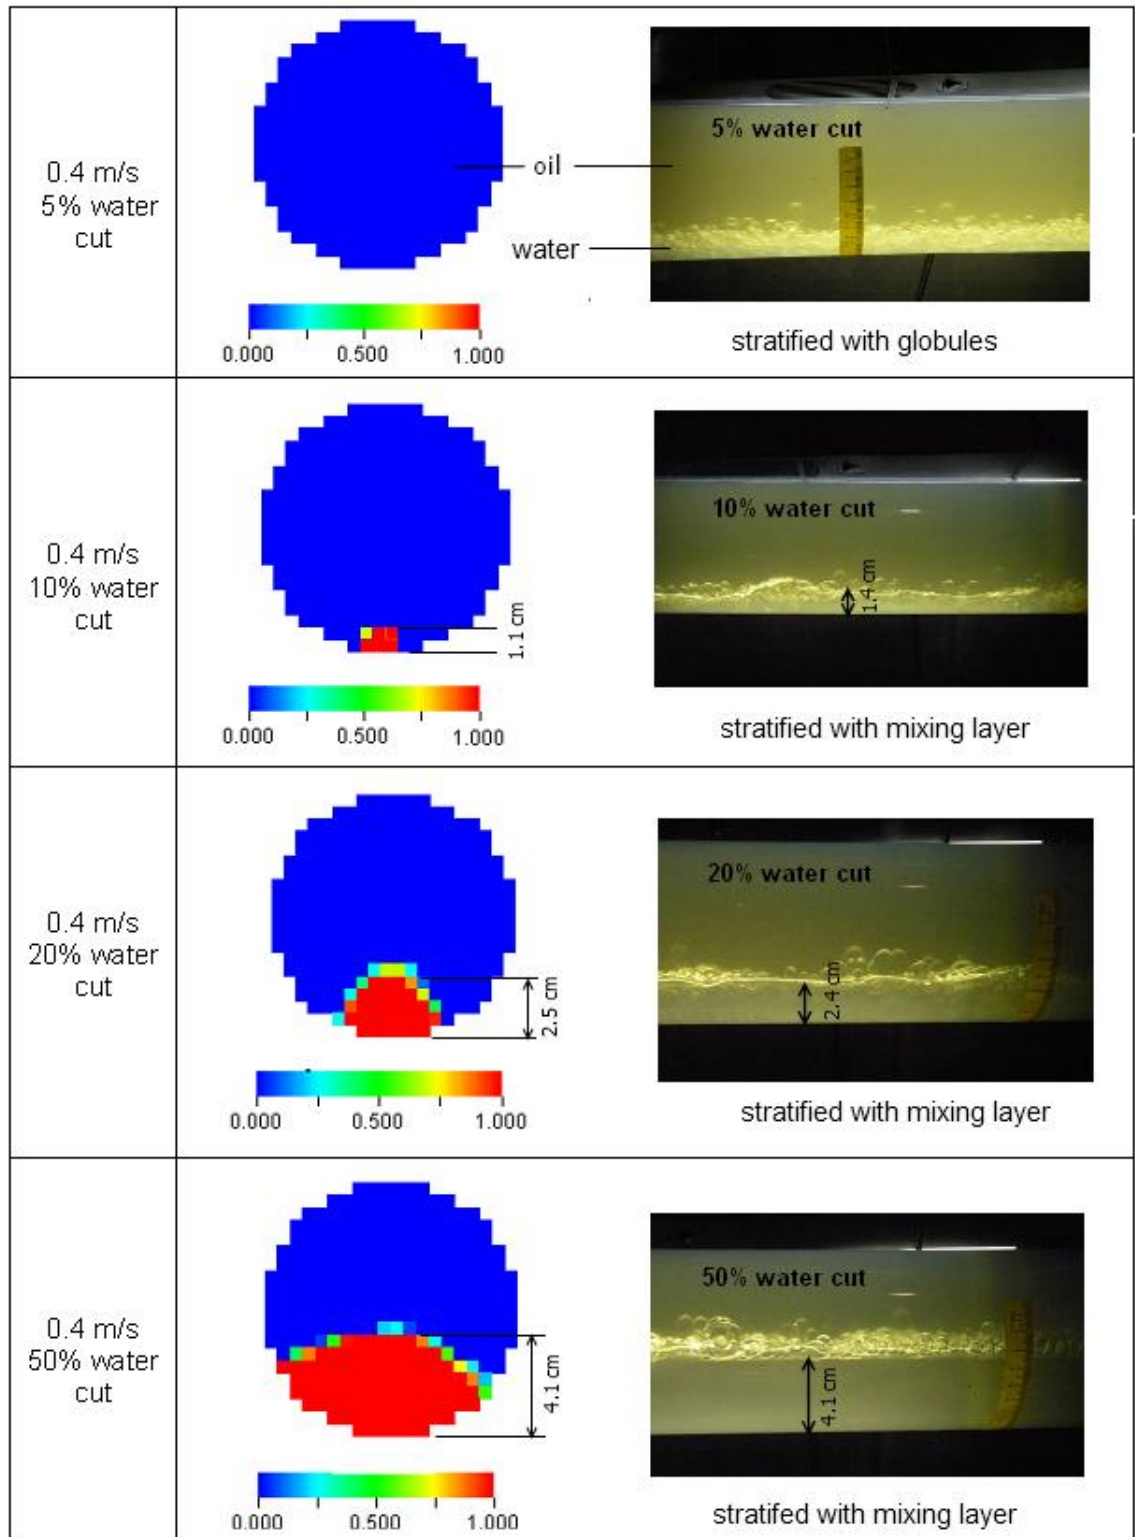 0.4 m/s
5% water
cut
oil
water
5% water cut
0.000 0.500 1.000
stratified with globules
0.4 m/s
10% water
cut
1.1 cm
10% water cut
1.4 cm
0.000 0.500 1.000
stratified with mixing layer
0.4 m/s
20% water
cut
2.5 cm
20% water cut
2.4 cm
0.000 0.500 1.000
stratified with mixing layer
0.4 m/s
50% water
cut
4.1 cm
50% water cut
4.1 cm
0.000 0.500 1.000
stratifed with mixing layer